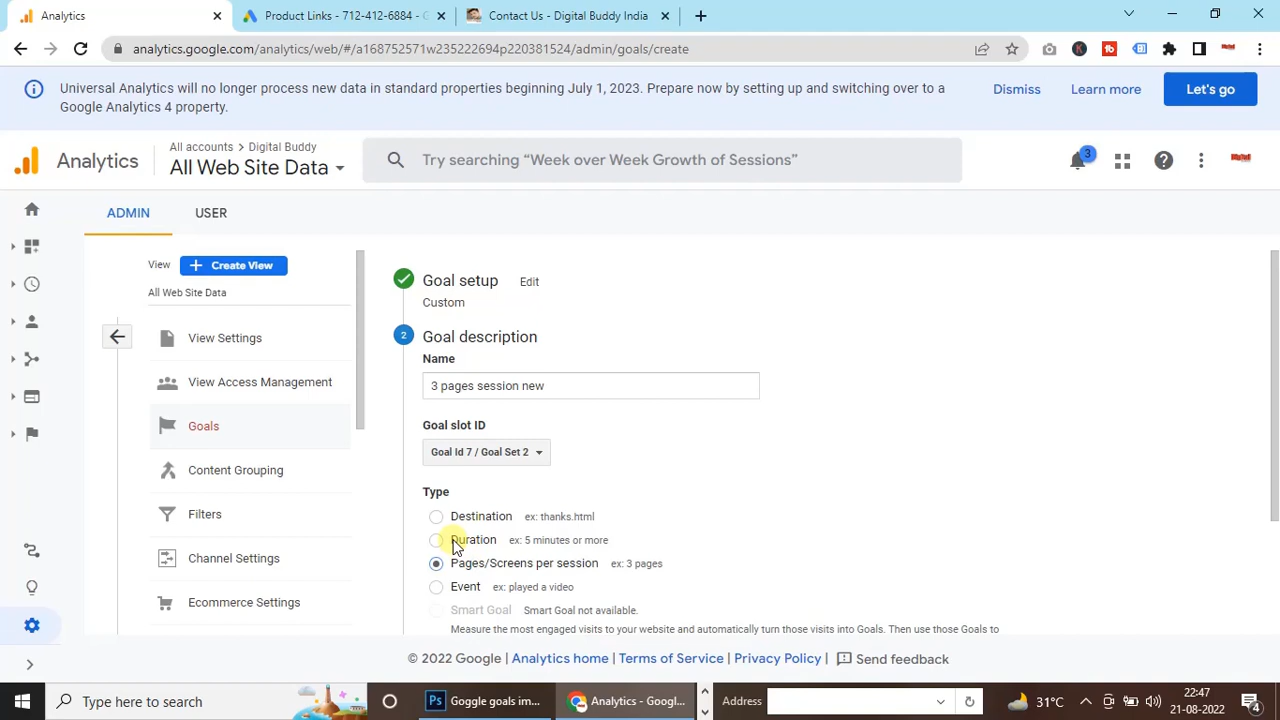 Analytics
Product Links - 712-412-6884 - G
Contact Us - Digital Buddy India
analytics.google.com/analytics/web/#/a168752571w235222694p220381524/admin/goals/create
Universal Analytics will no longer process new data in standard properties beginning July 1, 2023. Prepare now by setting up and switching over to a
Google Analytics 4 property.
Dismiss
Learn more
Let's go
Analytics
All accounts > Digital Buddy
All Web Site Data
Try searching “Week over Week Growth of Sessions”
3
ADMIN
USER
View
+ Create View
All Web Site Data
View Settings
View Access Management
Goals
Content Grouping
Filters
Channel Settings
Ecommerce Settings
Goal setup
Edit
Custom
2
Goal description
Name
3 pages session new
Goal slot ID
Goal Id 7 / Goal Set 2
Type
Destination ex: thanks.html
Duration ex: 5 minutes or more
Pages/Screens per session ex: 3 pages
Event ex: played a video
Smart Goal Smart Goal not available.
Measure the most engaged visits to your website and automatically turn those visits into Goals. Then use those Goals to
© 2022 Google | Analytics home | Terms of Service | Privacy Policy | Send feedback
Type here to search
Ps
Goggle goals im...
Analytics - Googl...
Address
31°C
22:47
21-08-2022
4